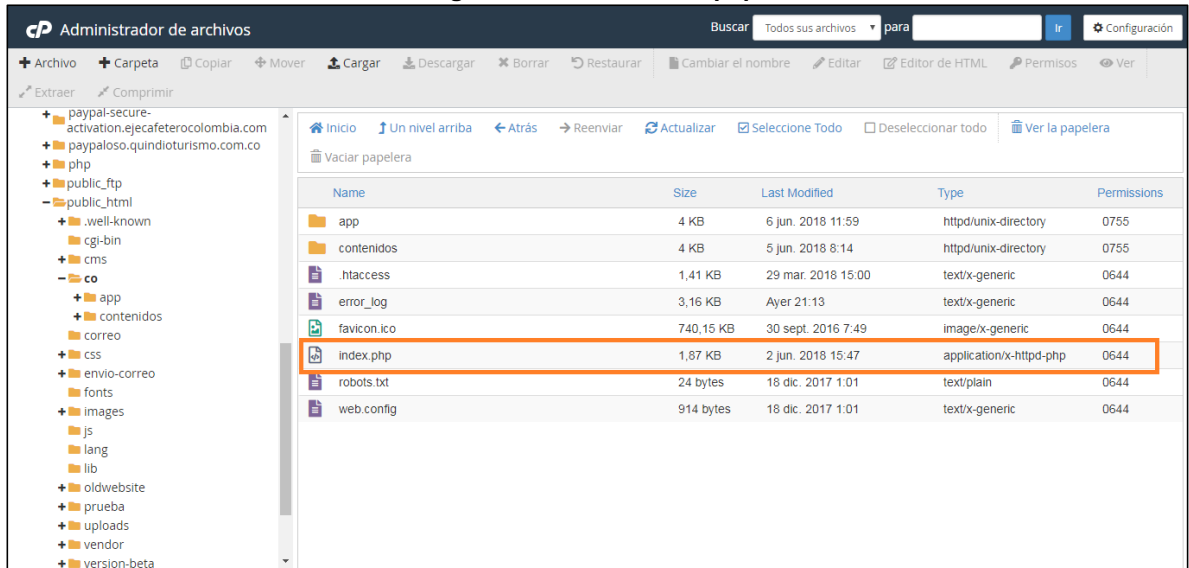 cP Administrador de archivos Buscar Todos sus archivos para Ir Configuración
Archivo Carpeta Copiar Mover Cargar Descargar Borrar Restaurar Cambiar el nombre Editar Editor de HTML Permisos Ver
Extraer Comprimir
paypal-secure-
activation.ejecafeterocolombia.com
paypaloso.quindioturismo.com.co
php
public_ftp
public_html
.well-known
cgi-bin
cms
co
app
contenidos
correo
css
envio-correo
fonts
images
js
lang
lib
oldwebsite
prueba
uploads
vendor
version-beta
Inicio Un nivel arriba Atrás Reenviar Actualizar Seleccione Todo Deseleccionar todo Ver la papelera
Vaciar papelera
Name Size Last Modified Type Permissions
app 4 KB 6 jun. 2018 11:59 httpd/unix-directory 0755
contenidos 4 KB 5 jun. 2018 8:14 httpd/unix-directory 0755
.htaccess 1,41 KB 29 mar. 2018 15:00 text/x-generic 0644
error_log 3,16 KB Ayer 21:13 text/x-generic 0644
favicon.ico 740,15 KB 30 sept. 2016 7:49 image/x-generic 0644
index.php 1,87 KB 2 jun. 2018 15:47 application/x-httpd-php 0644
robots.txt 24 bytes 18 dic. 2017 1:01 text/plain 0644
web.config 914 bytes 18 dic. 2017 1:01 text/x-generic 0644